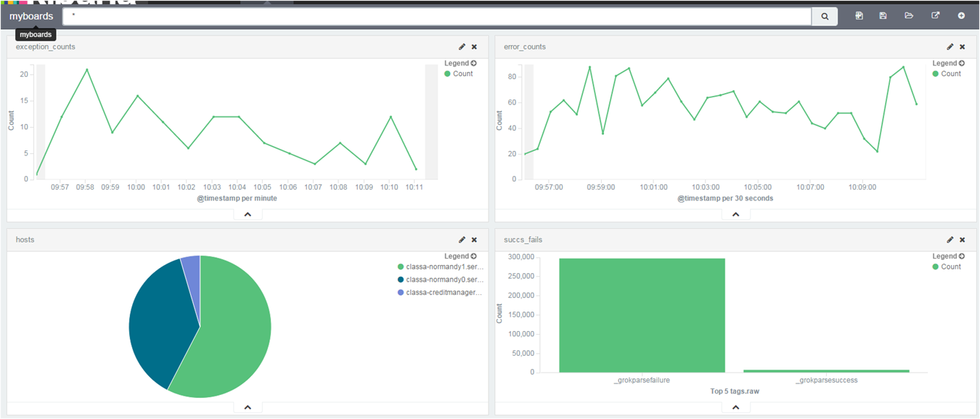 myboards
*
myboards
exception_counts
Legend
Count
20
15
10
5
0
Count
09:57 09:58 09:59 10:00 10:01 10:02 10:03 10:04 10:05 10:06 10:07 10:08 10:09 10:10 10:11
@timestamp per minute
error_counts
Legend
Count
80
60
40
20
0
Count
09:57:00 09:59:00 10:01:00 10:03:00 10:05:00 10:07:00 10:09:00
@timestamp per 30 seconds
hosts
Legend
classa-normandy1.ser...
classa-normandy0.ser...
classa-creditmanager...
succs_fails
Legend
Count
300,000
250,000
200,000
150,000
100,000
50,000
0
Count
_grokparsefailure _grokparsesuccess
Top 5 tags.raw